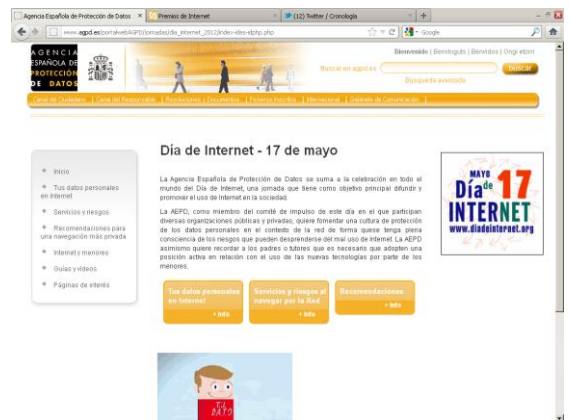 Agencia Española de Protección de Datos
Premios de Internet
(12) Twitter / Cronología
www.agpd.es/portalwebAGPD/jornadas/dia_internet_2012/index-ides-idphp.php
Google
AGENCIA
ESPAÑOLA DE
PROTECCIÓN
DE DATOS
Bienvenido | Benvinguts | Benvidos | Ongi etorri
Buscar en agpd.es
buscar
Búsqueda avanzada
Canal del Ciudadano | Canal del Responsable | Resoluciones y Documentos | Ficheros Inscritos | Internacional | Gabinete de Comunicación |
Inicio
Tus datos personales
en Internet
Servicios y riesgos
Recomendaciones para
una navegación más privada
Internet y menores
Guías y vídeos
Páginas de interés
Día de Internet - 17 de mayo
La Agencia Española de Protección de Datos se suma a la celebración en todo el
mundo del Día de Internet, una jornada que tiene como objetivo principal difundir y
promover el uso de Internet en la sociedad.
La AEPD, como miembro del comité de impulso de este día en el que participan
diversas organizaciones públicas y privadas, quiere fomentar una cultura de protección
de los datos personales en el contexto de la red de forma quese tenga plena
consciencia de los riesgos que pueden desprenderse del mal uso de Internet. La AEPD
asimismo quiere recordar a los padres o tutores que es necesario que adopten una
posición activa en relación con el uso de las nuevas tecnologías por parte de los
menores.
MAYO
Día de 17
INTERNET
www.diadeinternet.org
Tus datos personales
en Internet
+ Info
Servicios y riesgos al
navegar por la Red
+ Info
Recomendaciones
+ Info
TU
DATO